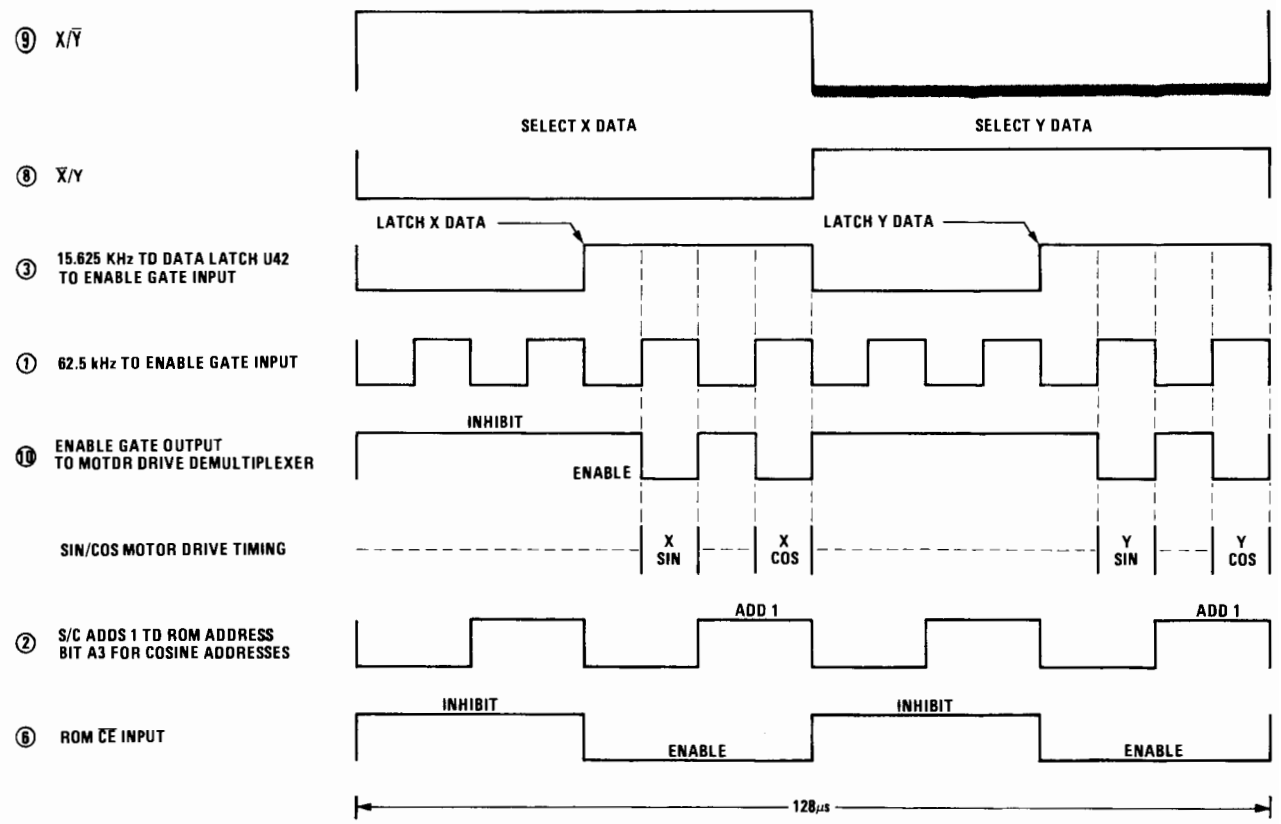 ⑨ X/Y̅
SELECT X DATA SELECT Y DATA
⑧ X̅/Y
LATCH X DATA LATCH Y DATA
③ 15.625 KHz TO DATA LATCH U42
TO ENABLE GATE INPUT
① 62.5 kHz TO ENABLE GATE INPUT
INHIBIT
⑩ ENABLE GATE OUTPUT
TO MOTOR DRIVE DEMULTIPLEXER
ENABLE
SIN/COS MOTOR DRIVE TIMING
X SIN
X COS
Y SIN
Y COS
ADD 1 ADD 1
② S/C ADDS 1 TO ROM ADDRESS
BIT A3 FOR COSINE ADDRESSES
INHIBIT INHIBIT
⑥ ROM C̅E̅ INPUT
ENABLE ENABLE
128µs